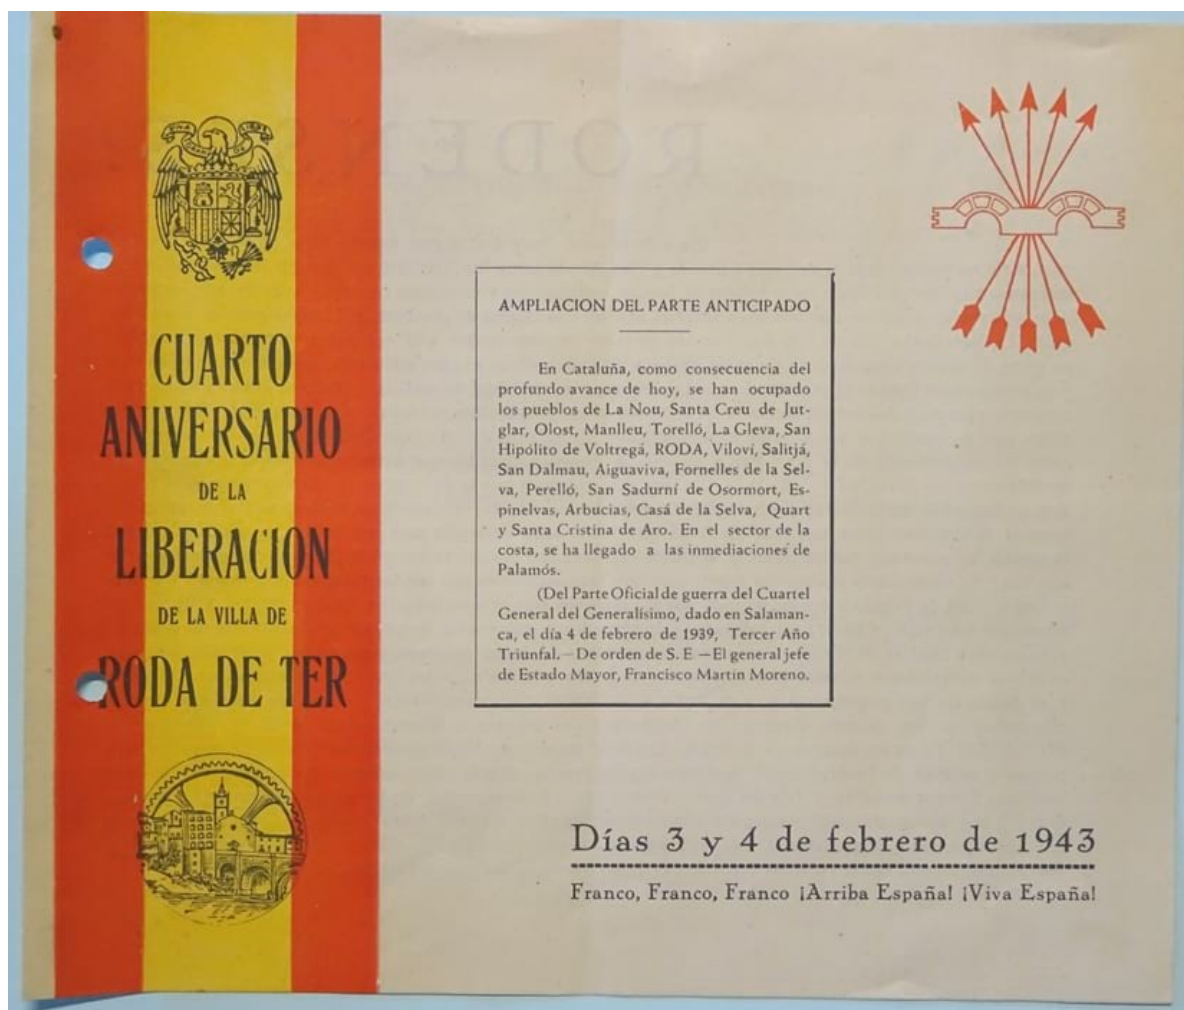 CUARTO
ANIVERSARIO
DE LA
LIBERACION
DE LA VILLA DE
RODA DE TER
AMPLIACION DEL PARTE ANTICIPADO
En Cataluña, como consecuencia del
profundo avance de hoy, se han ocupado
los pueblos de La Nou, Santa Creu de Jut-
glar, Olost, Manlleu, Torelló, La Gleva, San
Hipólito de Voltregá, RODA, Viloví, Salitjá,
San Dalmau, Aiguaviva, Fornelles de la Sel-
va, Perelló, San Sadurní de Osormort, Es-
pinelvas, Arbucias, Casá de la Selva, Quart
y Santa Cristina de Aro. En el sector de la
costa, se ha llegado a las inmediaciones de
Palamós.
(Del Parte Oficial de guerra del Cuartel
General del Generalísimo, dado en Salaman-
ca, el día 4 de febrero de 1939, Tercer Año
Triunfal.—De orden de S. E —El general jefe
de Estado Mayor, Francisco Martín Moreno.
Días 3 y 4 de febrero de 1943
Franco, Franco, Franco ¡Arriba España! ¡Viva España!